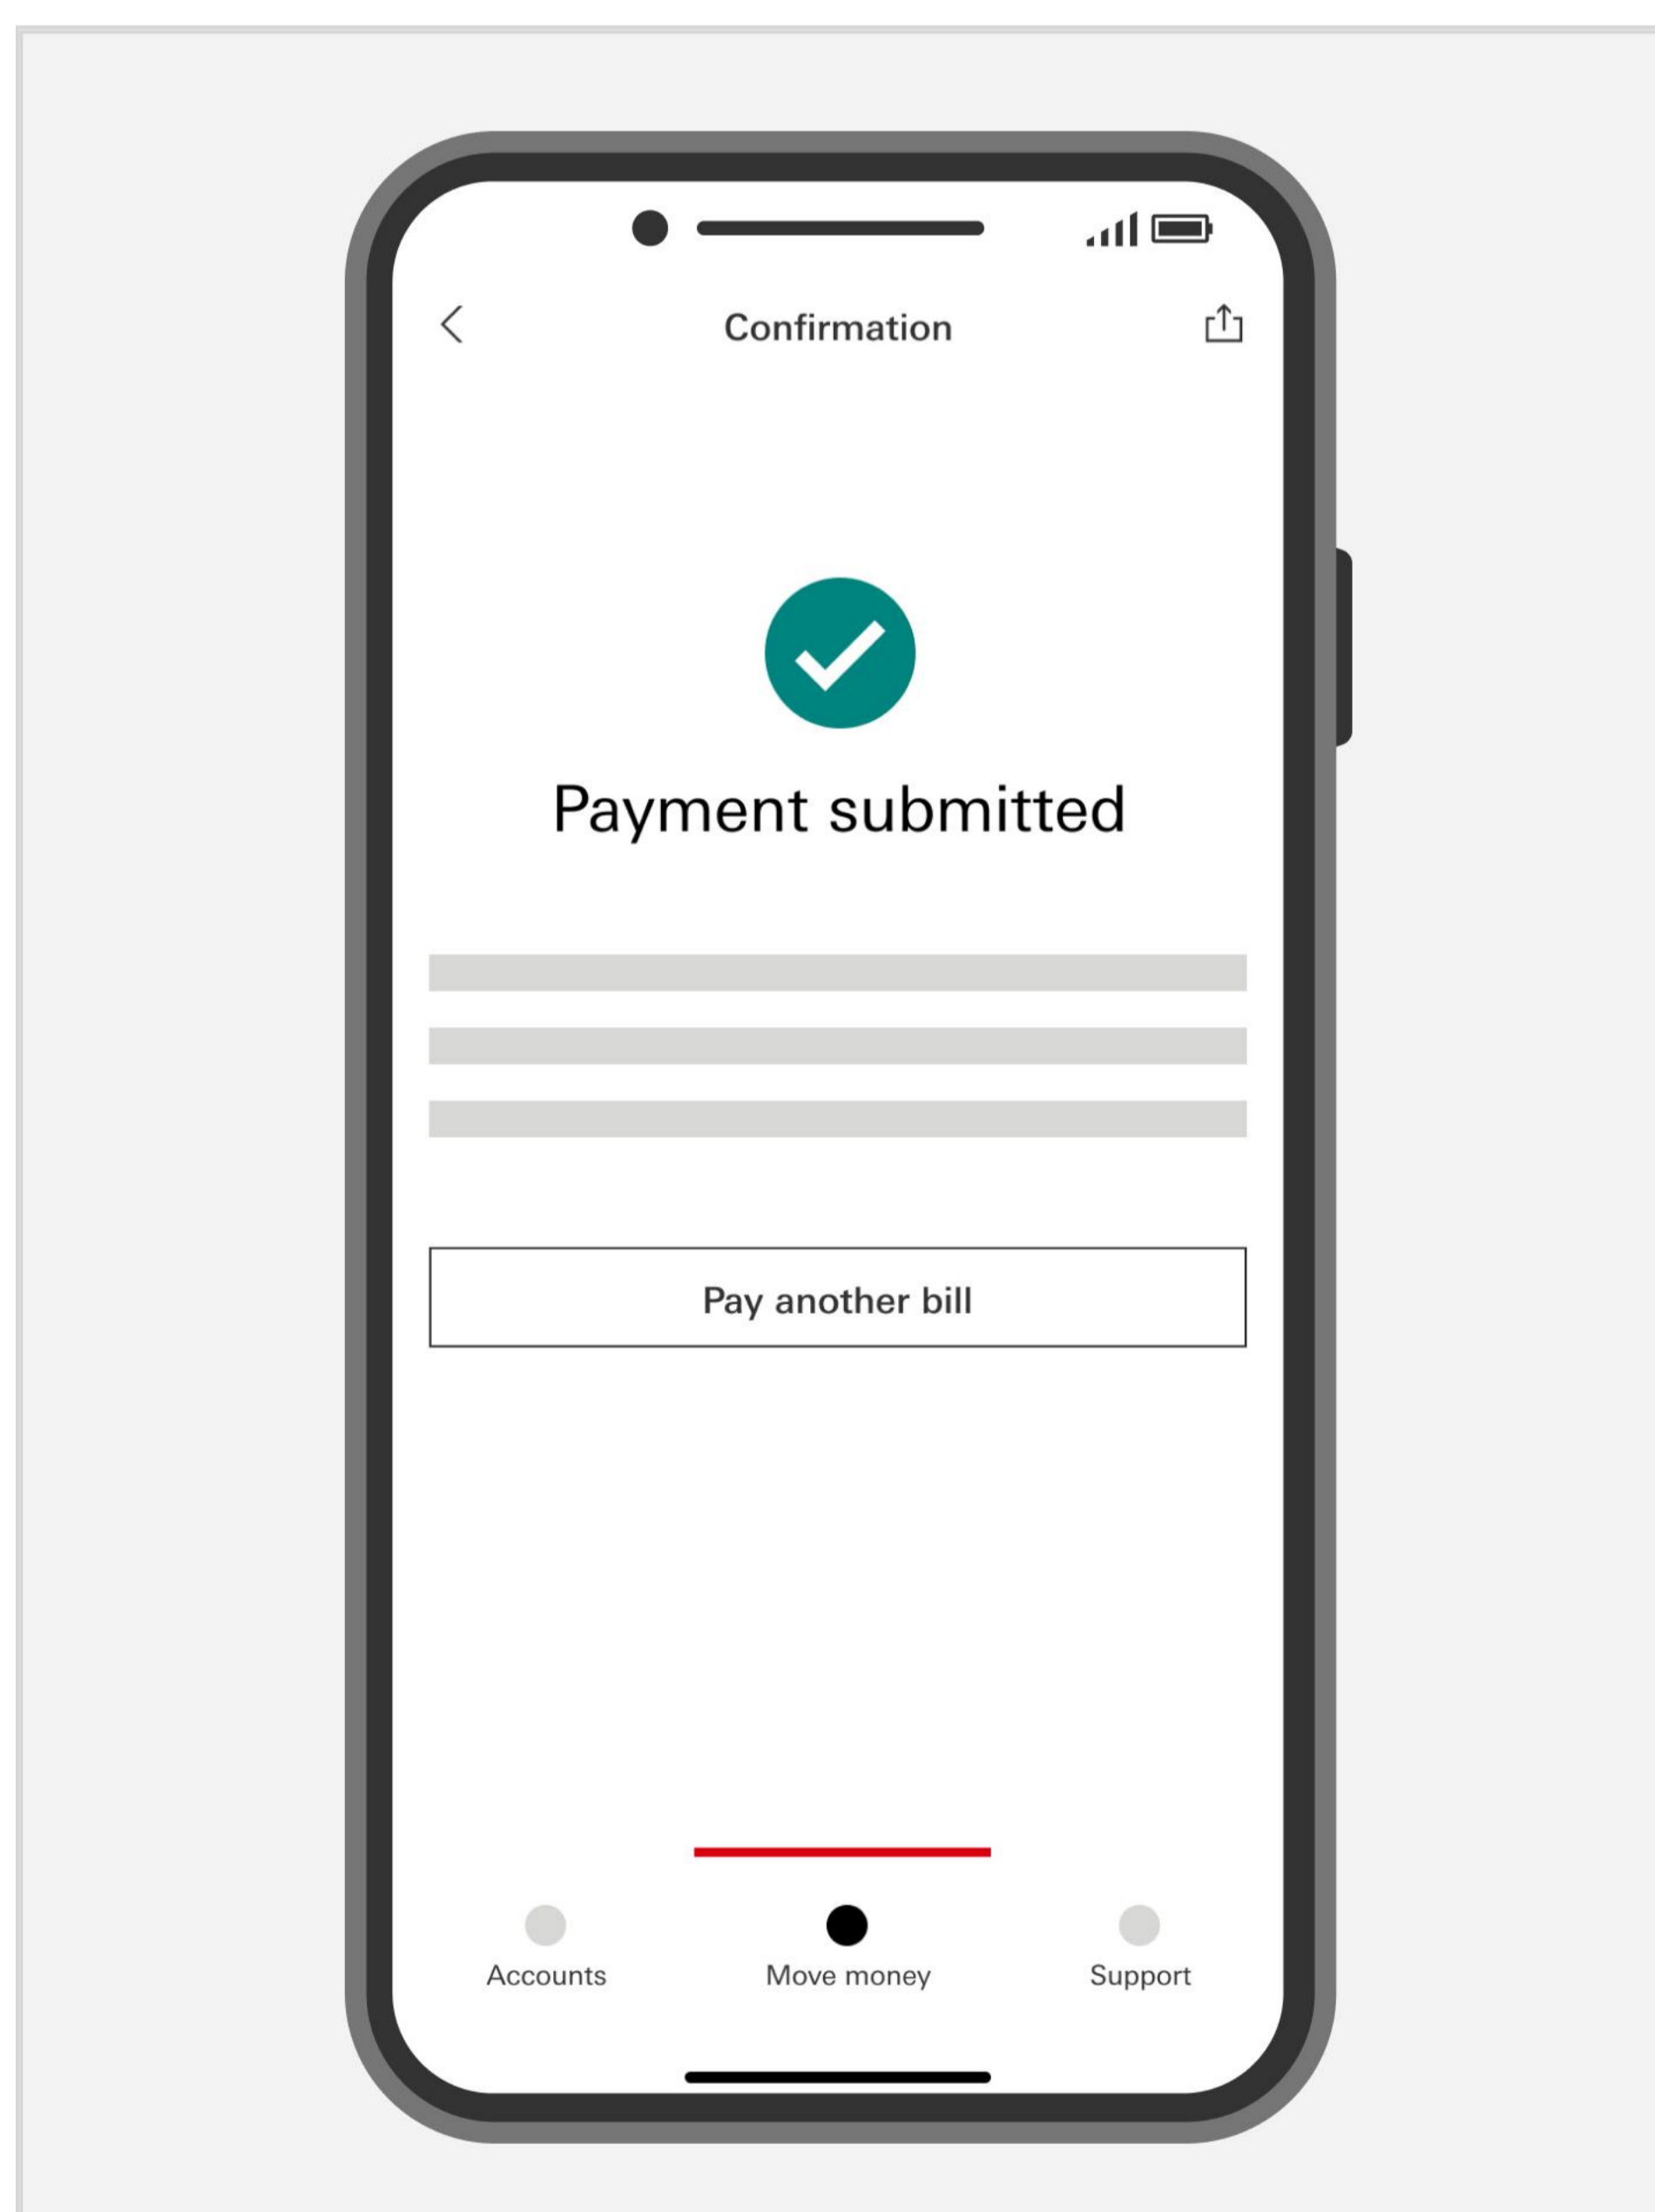 Confirmation
Payment submitted
Pay another bill
Accounts
Move money
Support